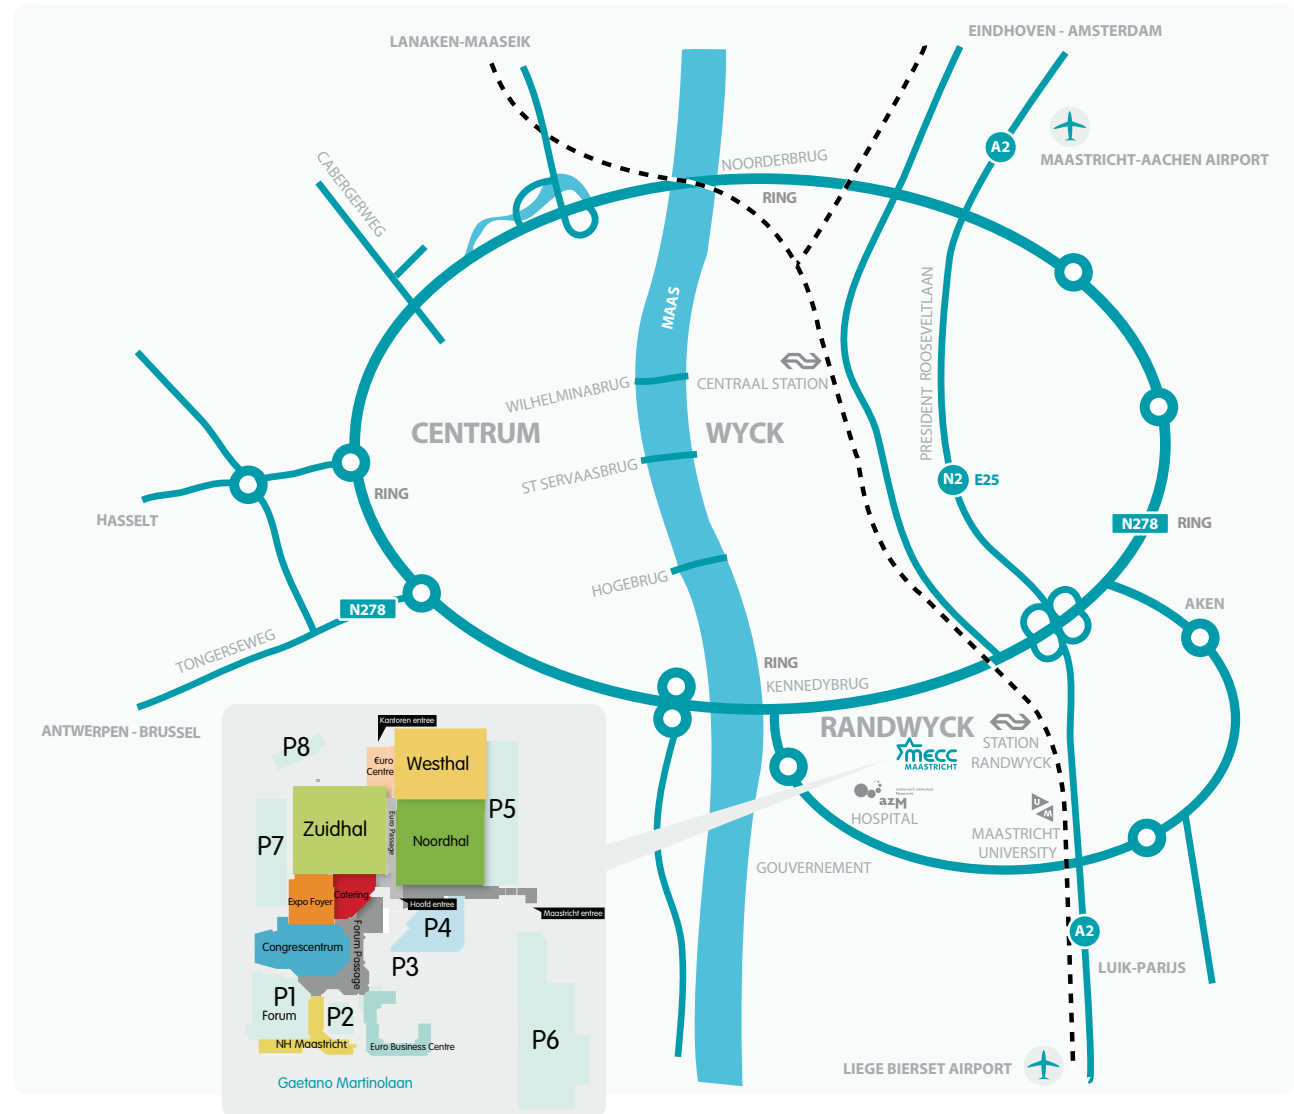 LANAKEN-MAASEIK
EINDHOVEN - AMSTERDAM
A2
MAASTRICHT-AACHEN AIRPORT
NOORDERBRUG
RING
CABERGERWEG
MAAS
PRESIDENT ROOSEVELTLAAN
WILHELMINABRUG
CENTRAAL STATION
CENTRUM
WYCK
ST SERVAASBRUG
N2
E25
RING
HASSELT
N278
RING
HOGEBRUG
N278
AKEN
TONGERSEWEG
RING
KENNEDYBRUG
ANTWERPEN - BRUSSEL
RANDWYCK
STATION
RANDWYCK
MECC
MAASTRICHT
azM
HOSPITAL
U
M
MAASTRICHT
UNIVERSITY
GOUVERNEMENT
A2
LUIK-PARIJS
LIEGE BIERSET AIRPORT
Kantoren entree
P8
Euro
Centre
Westhal
P5
Zuidhal
Euro Passage
Noordhal
P7
Catering
Expo Foyer
Hoofd entree
Maastricht entree
P4
Congrescentrum
Forum Passage
P3
P1
Forum
P2
P6
NH Maastricht
Euro Business Centre
Gaetano Martinolaan